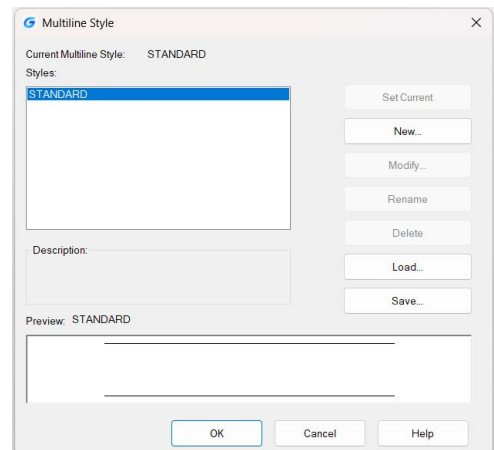 Multiline Style
Current Multiline Style: STANDARD
Styles:
STANDARD
Set Current
New...
Modify...
Rename
Delete
Load...
Save...
Description:
Preview: STANDARD
OK Cancel Help